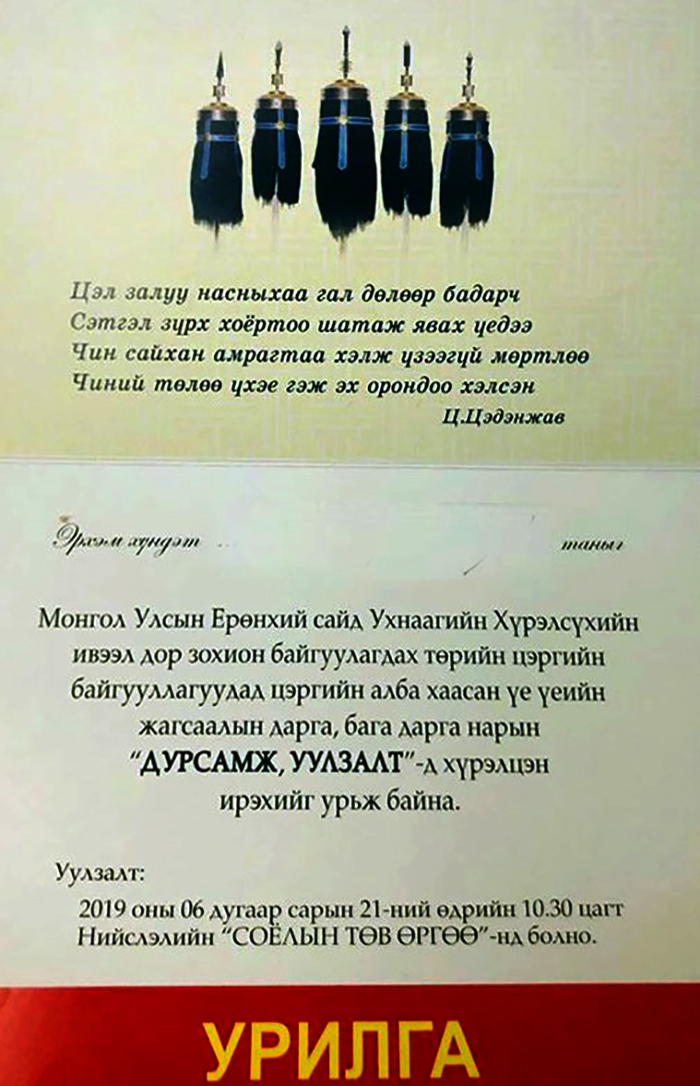 Цэл залуу насныхаа гал дөлөөр бадарч
Сэтгэл зүрх хоёртоо шатаж явах үедээ
Чин сайхан амрагтаа хэлж үзээгүй мөртлөө
Чиний төлөө үхэе гэж эх орондоо хэлсэн
Ц.Цэдэнжав
Эрхэм хүндэт таныг
Монгол Улсын Ерөнхий сайд Ухнаагийн Хүрэлсүхийн
ивээл дор зохион байгуулагдах төрийн цэргийн
байгууллагуудад цэргийн алба хаасан үе үеийн
жагсаалын дарга, бага дарга нарын
“ДУРСАМЖ, УУЛЗАЛТ”-д хүрэлцэн
ирэхийг урьж байна.
Уулзалт:
2019 оны 06 дугаар сарын 21-ний өдрийн 10.30 цагт
Нийслэлийн “СОЁЛЫН ТӨВ ӨРГӨӨ”-нд болно.
УРИЛГА